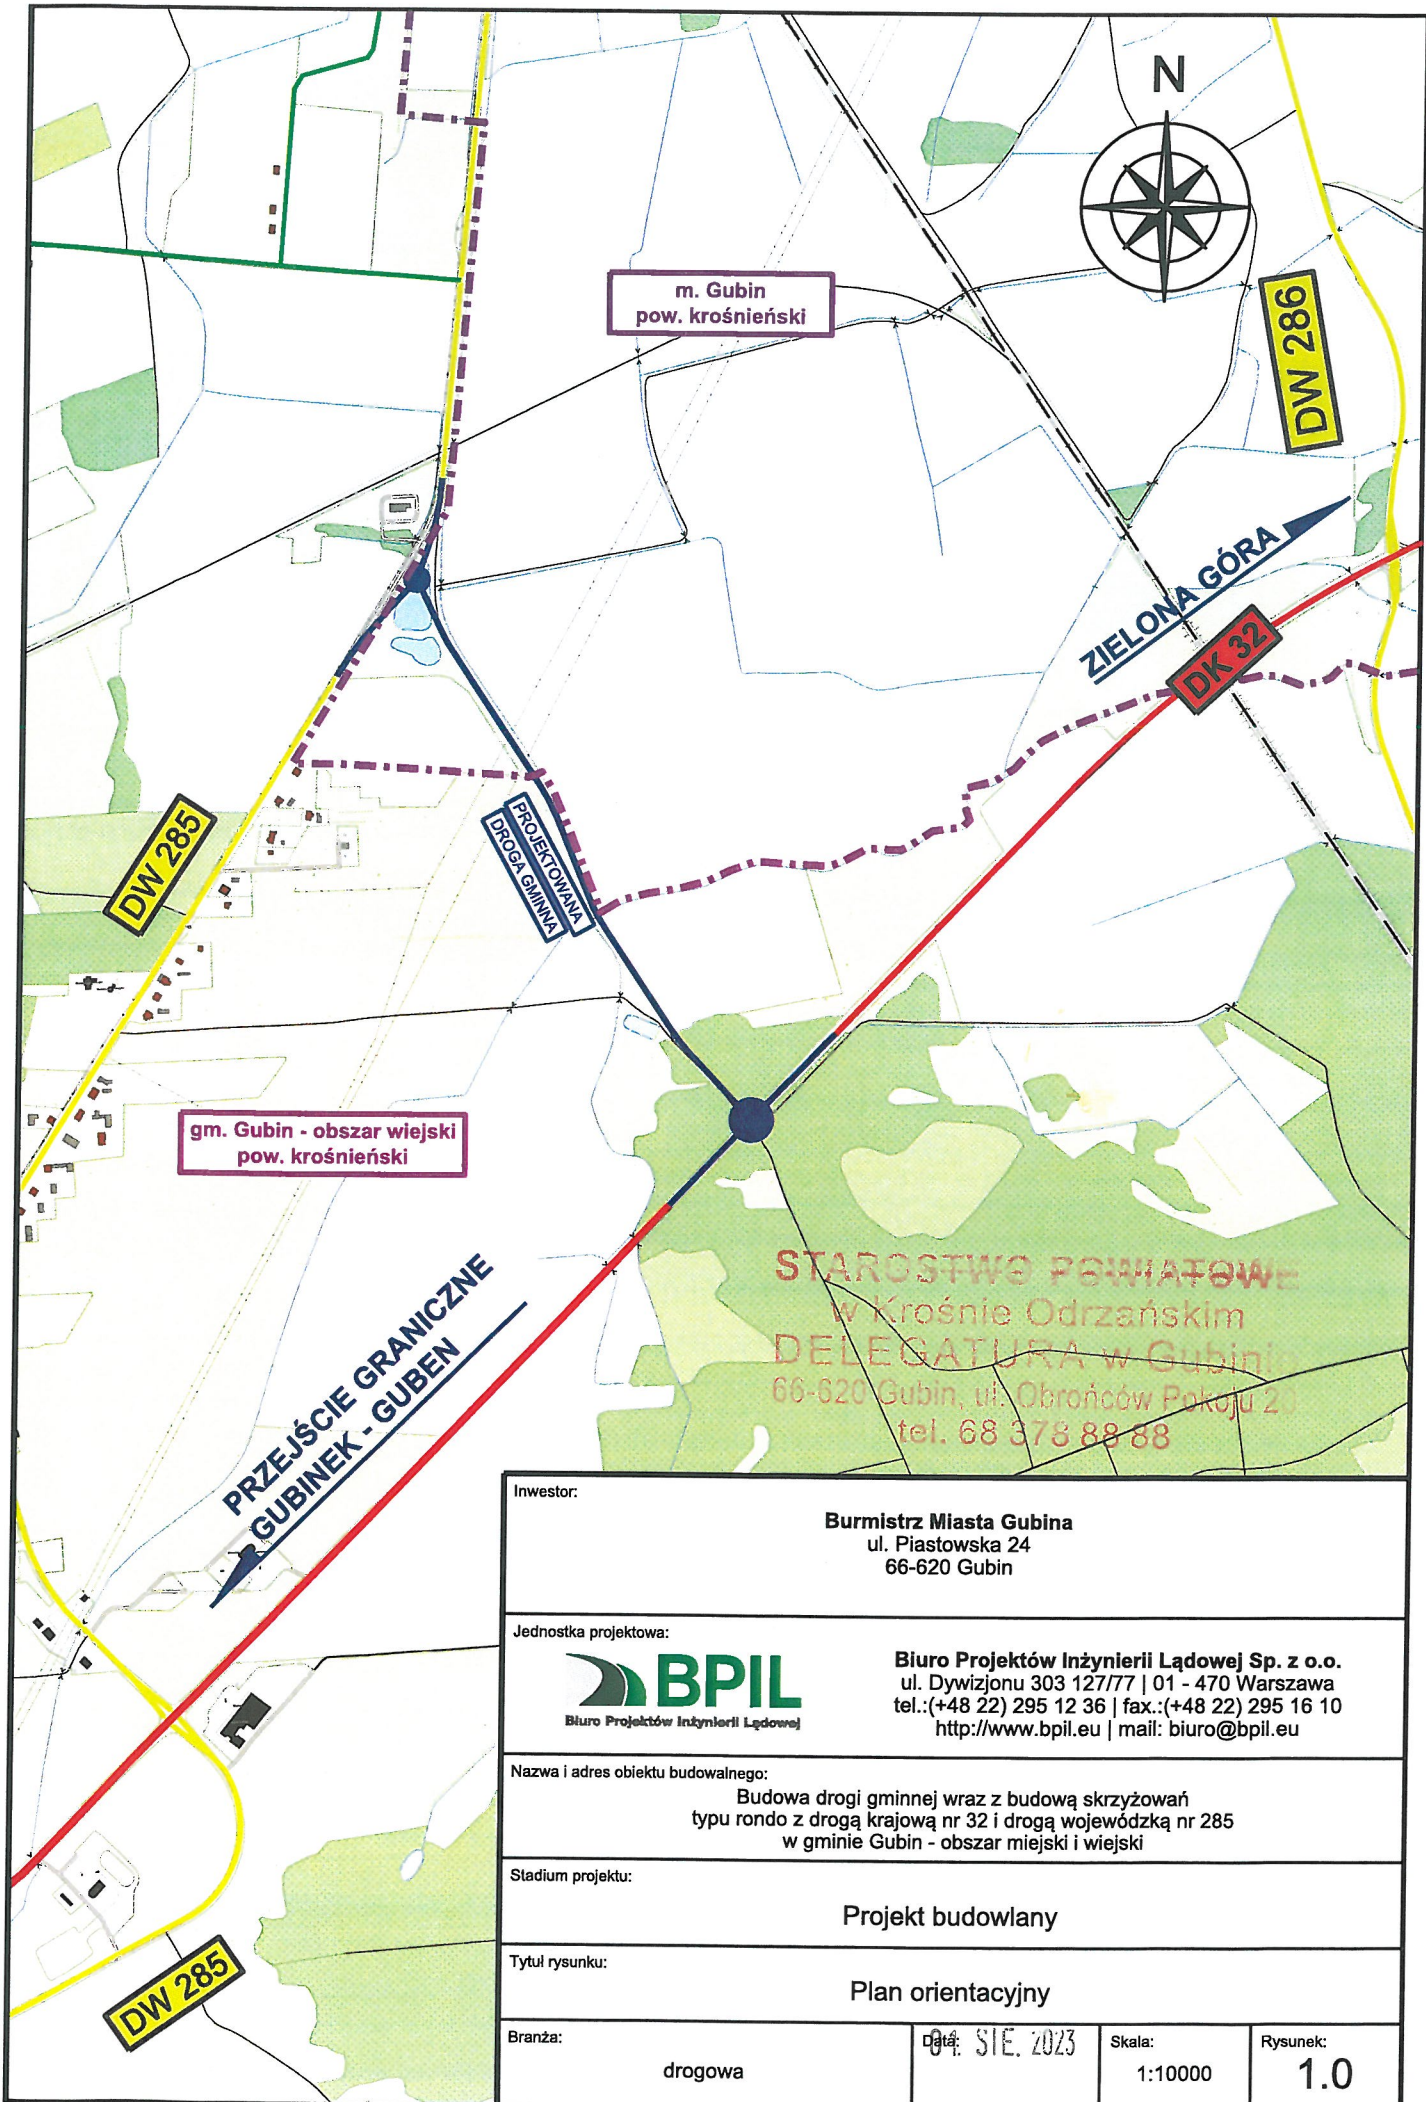 N
m. Gubin
pow. krośnieński
DW 286
ZIELONA GÓRA
DK 32
DW 285
PROJEKTOWANA
DROGA GMINNA
gm. Gubin - obszar wiejski
pow. krośnieński
PRZEJŚCIE GRANICZNE
GUBINEK - GUBEN
STAROSTWO POWIATOWE
w Krośnie Odrzańskim
DELEGATURA w Gubinie
66-620 Gubin, ul. Obrońców Pokoju 20
tel. 68 378 88 88
DW 285
Inwestor:
Burmistrz Miasta Gubina
ul. Piastowska 24
66-620 Gubin
Jednostka projektowa:
BPIL
Biuro Projektów Inżynierii Lądowej
Biuro Projektów Inżynierii Lądowej Sp. z o.o.
ul. Dywizjonu 303 127/77 | 01 - 470 Warszawa
tel.:(+48 22) 295 12 36 | fax.:(+48 22) 295 16 10
http://www.bpil.eu | mail: biuro@bpil.eu
Nazwa i adres obiektu budowalnego:
Budowa drogi gminnej wraz z budową skrzyżowań
typu rondo z drogą krajową nr 32 i drogą wojewódzką nr 285
w gminie Gubin - obszar miejski i wiejski
Stadium projektu:
Projekt budowlany
Tytuł rysunku:
Plan orientacyjny
Branża:
drogowa
Data:
01. SIE. 2023
Skala:
1:10000
Rysunek:
1.0